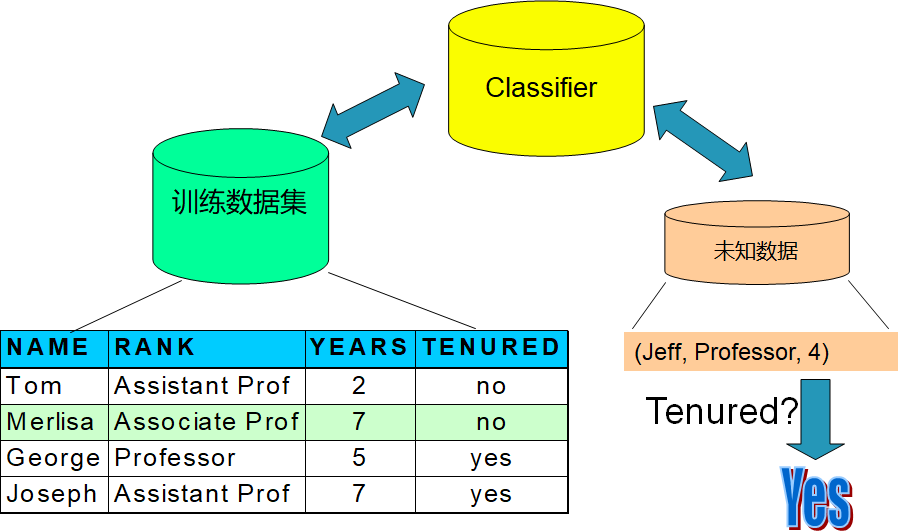 Classifier
训练数据集
未知数据
NAME RANK YEARS TENURED
Tom Assistant Prof 2 no
Merlisa Associate Prof 7 no
George Professor 5 yes
Joseph Assistant Prof 7 yes
(Jeff, Professor, 4)
Tenured?
Yes